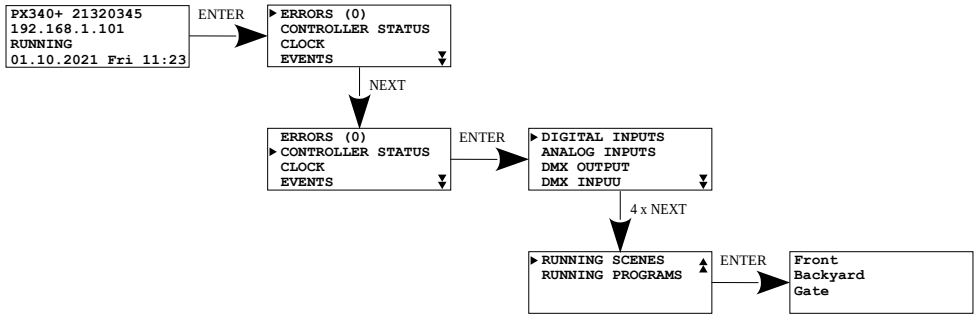 PX340+ 21320345
192.168.1.101
RUNNING
01.10.2021 Fri 11:23
ENTER
ERRORS (0)
CONTROLLER STATUS
CLOCK
EVENTS
NEXT
ERRORS (0)
CONTROLLER STATUS
CLOCK
EVENTS
ENTER
DIGITAL INPUTS
ANALOG INPUTS
DMX OUTPUT
DMX INPUU
4 x NEXT
RUNNING SCENES
RUNNING PROGRAMS
ENTER
Front
Backyard
Gate